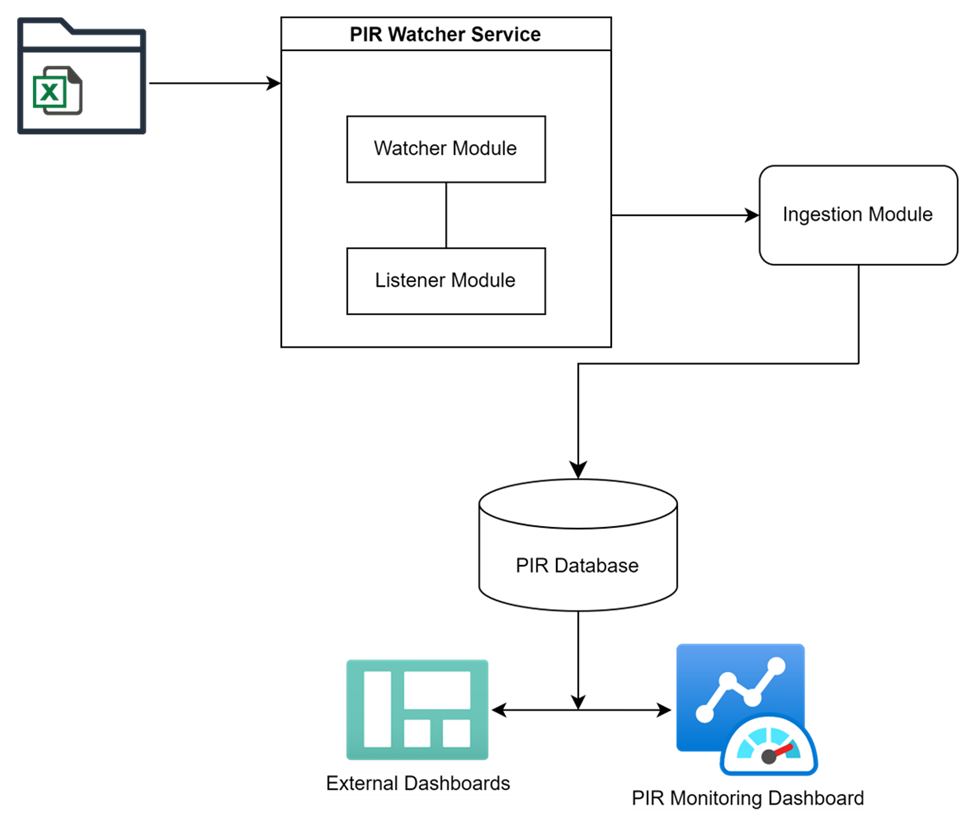 PIR Watcher Service
X
Watcher Module
Ingestion Module
Listener Module
PIR Database
External Dashboards
PIR Monitoring Dashboard